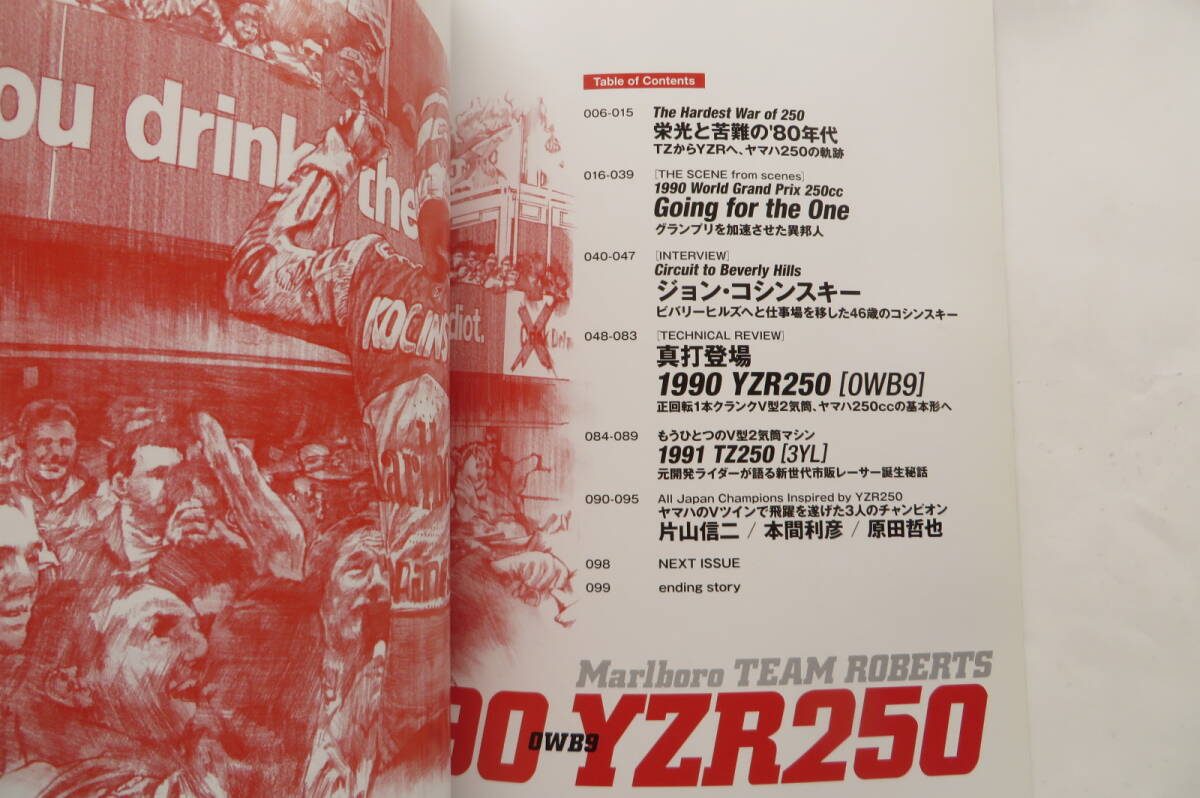 ou drink
the
KOCINS
diot.
Table of Contents
006-015 The Hardest War of 250
栄光と苦難の'80年代
TZからYZRへ、ヤマハ250の軌跡
016-039 [THE SCENE from scenes]
1990 World Grand Prix 250cc
Going for the One
グランプリを加速させた異邦人
040-047 [INTERVIEW]
Circuit to Beverly Hills
ジョン・コシンスキー
ビバリーヒルズへと仕事場を移した46歳のコシンスキー
048-083 [TECHNICAL REVIEW]
真打登場
1990 YZR250 [0WB9]
正回転1本クランクV型2気筒、ヤマハ250ccの基本形へ
084-089 もうひとつのV型2気筒マシン
1991 TZ250 [3YL]
元開発ライダーが語る新世代市販レーサー誕生秘話
090-095 All Japan Champions Inspired by YZR250
ヤマハのVツインで飛躍を遂げた3人のチャンピオン
片山信二 / 本間利彦 / 原田哲也
098 NEXT ISSUE
099 ending story
Marlboro TEAM ROBERTS
90 0WB9 YZR250